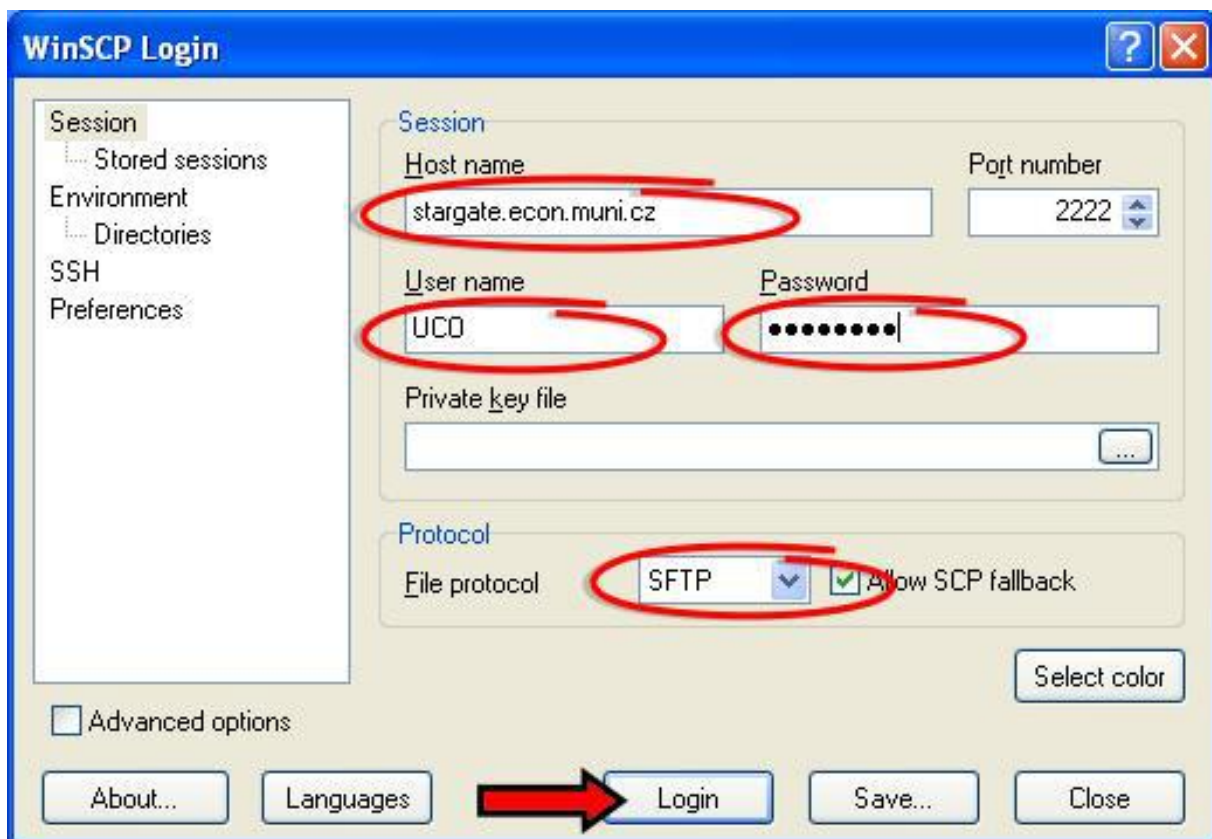 WinSCP Login
Session
Stored sessions
Environment
Directories
SSH
Preferences
Advanced options
Session
Host name
Port number
stargate.econ.muni.cz
2222
User name
Password
UCO
●●●●●●●●
Private key file
...
Protocol
File protocol
SFTP
Allow SCP fallback
Select color
About...
Languages
Login
Save...
Close